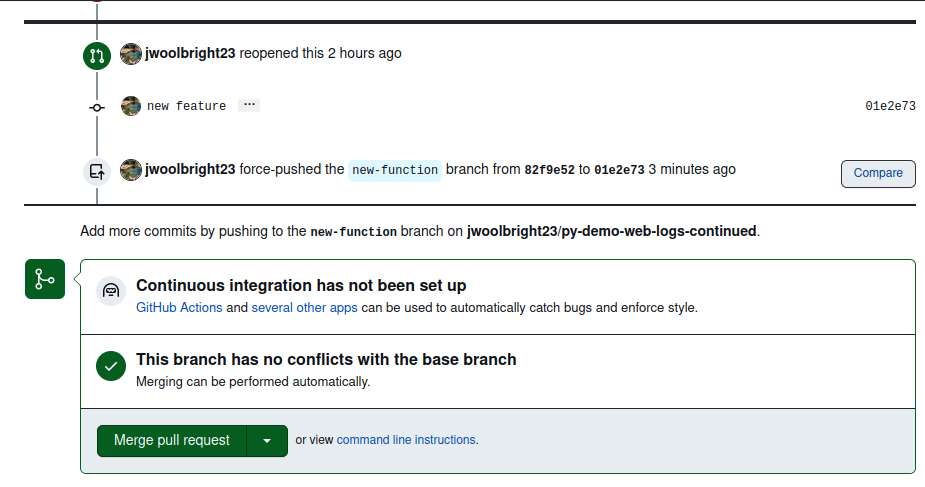 jwoolbright23 reopened this 2 hours ago
new feature ...
01e2e73
jwoolbright23 force-pushed the new-function branch from 82f9e52 to 01e2e73 3 minutes ago
Compare
Add more commits by pushing to the new-function branch on jwoolbright23/py-demo-web-logs-continued.
Continuous integration has not been set up
GitHub Actions and several other apps can be used to automatically catch bugs and enforce style.
This branch has no conflicts with the base branch
Merging can be performed automatically.
Merge pull request
or view command line instructions.